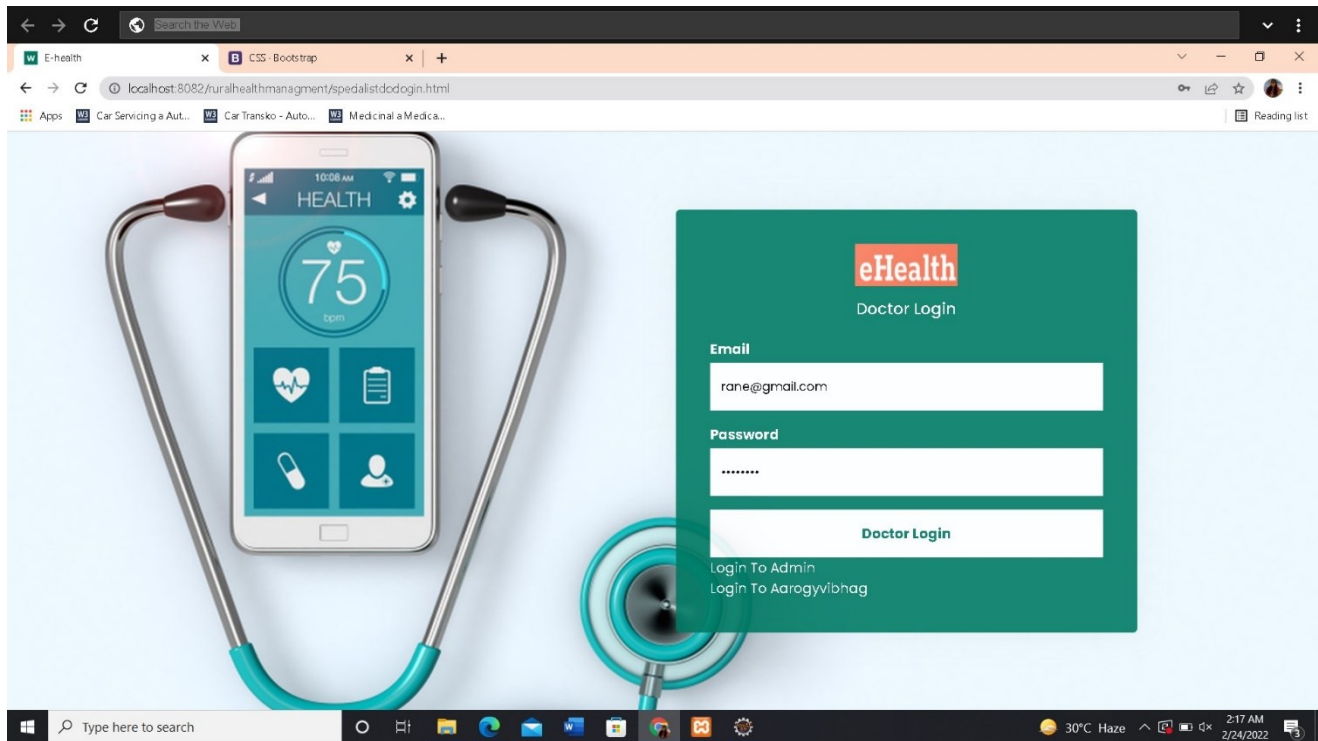 Search the Web
E-health
CSS · Bootstrap
localhost:8082/ruralhealthmanagment/specialistdodogin.html
Apps
Car Servicing a Aut...
Car Transko - Auto...
Medicinal a Medica...
Reading list
10:08 AM
HEALTH
75
bpm
eHealth
Doctor Login
Email
rane@gmail.com
Password
••••••••
Doctor Login
Login To Admin
Login To Aarogyvibhag
Type here to search
30°C Haze
2:17 AM
2/24/2022
3